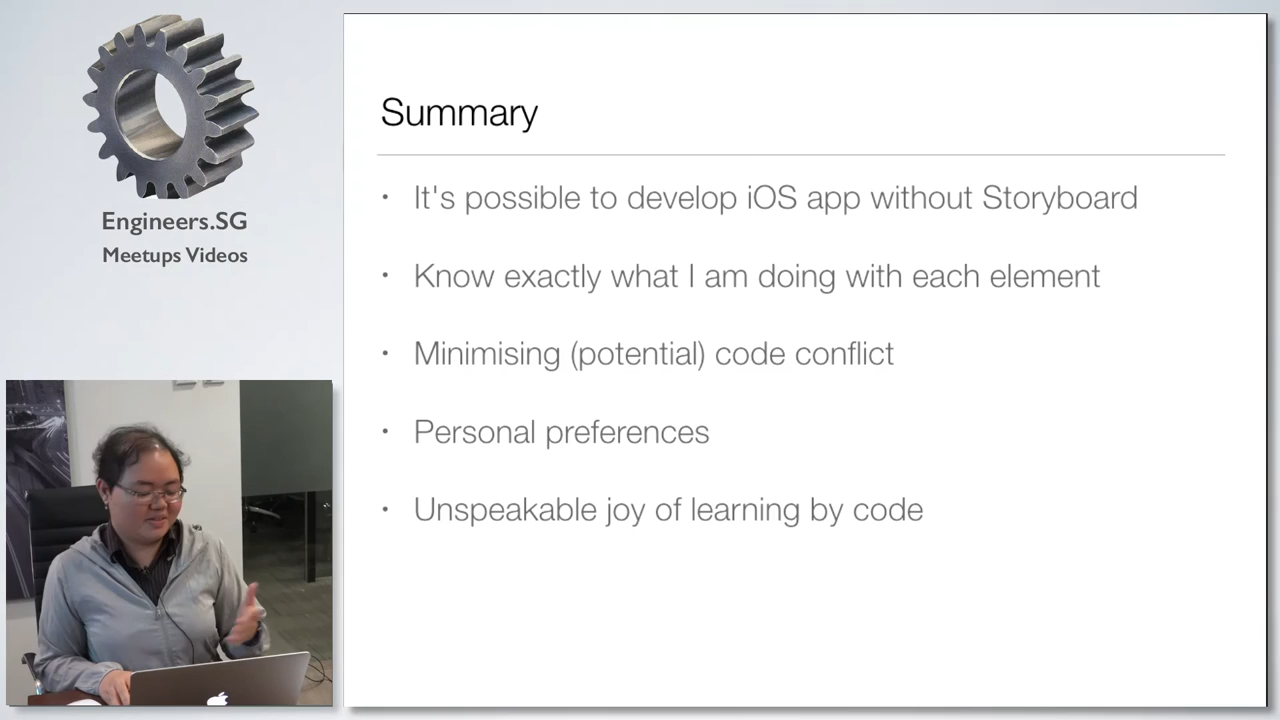 Engineers.SG
Meetups Videos
Summary
• It's possible to develop iOS app without Storyboard
• Know exactly what I am doing with each element
• Minimising (potential) code conflict
• Personal preferences
• Unspeakable joy of learning by code